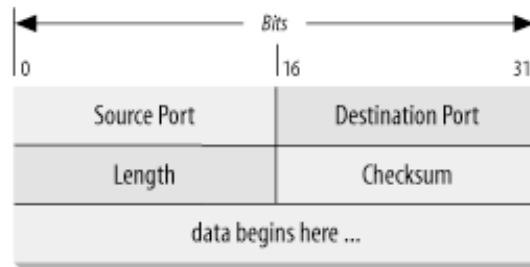 Bits
0 16 31
Source Port Destination Port
Length Checksum
data begins here ...